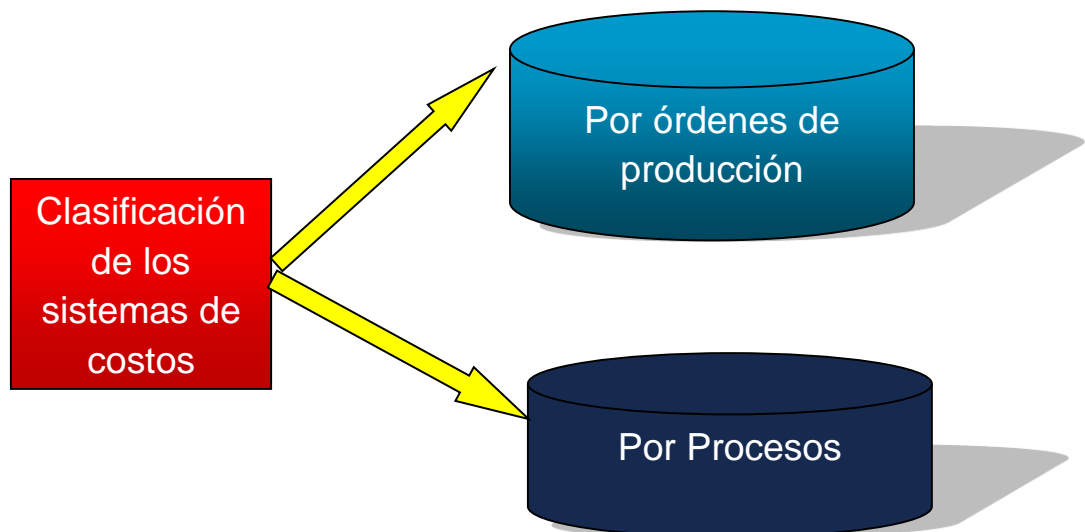 Clasificación
de los
sistemas de
costos
Por órdenes de
producción
Por Procesos